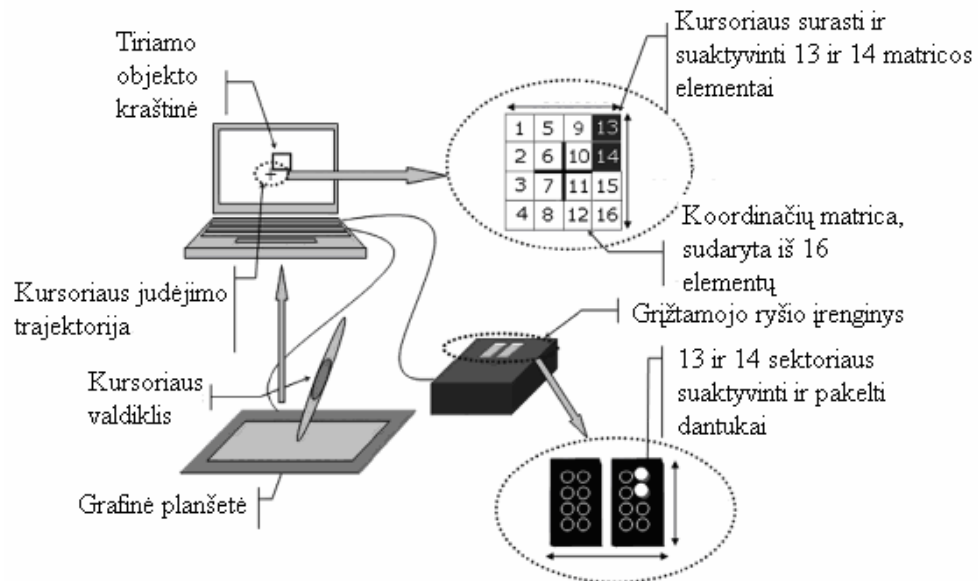 Tiriamo
objekto
kraštinė
Kursoriaus surasti ir
suaktyvinti 13 ir 14 matricos
elementai
1 5 9 13
2 6 10 14
3 7 11 15
4 8 12 16
Koordinačių matrica,
sudaryta iš 16
elementų
Kursoriaus judėjimo
trajektorija
Grįžtamojo ryšio įrenginys
Kursoriaus
valdiklis
13 ir 14 sektoriaus
suaktyvinti ir pakelti
dantukai
Grafinė planšetė